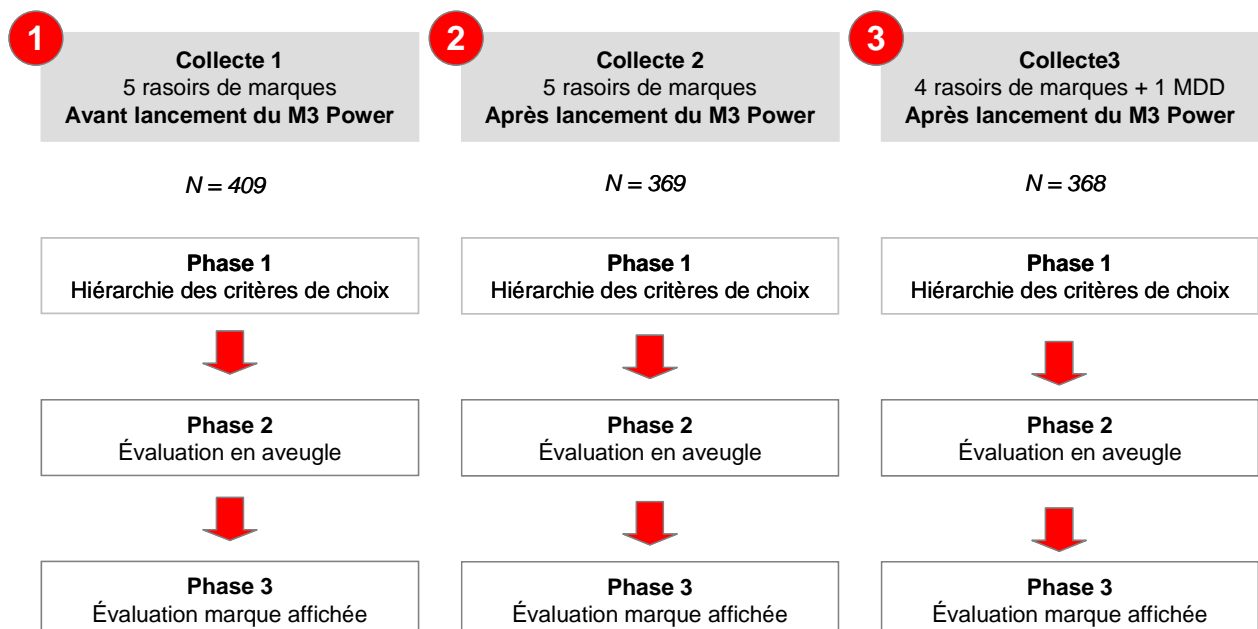 1
Collecte 1
5 rasoirs de marques
Avant lancement du M3 Power
N = 409
Phase 1
Hiérarchie des critères de choix
Phase 2
Évaluation en aveugle
Phase 3
Évaluation marque affichée
2
Collecte 2
5 rasoirs de marques
Après lancement du M3 Power
N = 369
Phase 1
Hiérarchie des critères de choix
Phase 2
Évaluation en aveugle
Phase 3
Évaluation marque affichée
3
Collecte3
4 rasoirs de marques + 1 MDD
Après lancement du M3 Power
N = 368
Phase 1
Hiérarchie des critères de choix
Phase 2
Évaluation en aveugle
Phase 3
Évaluation marque affichée